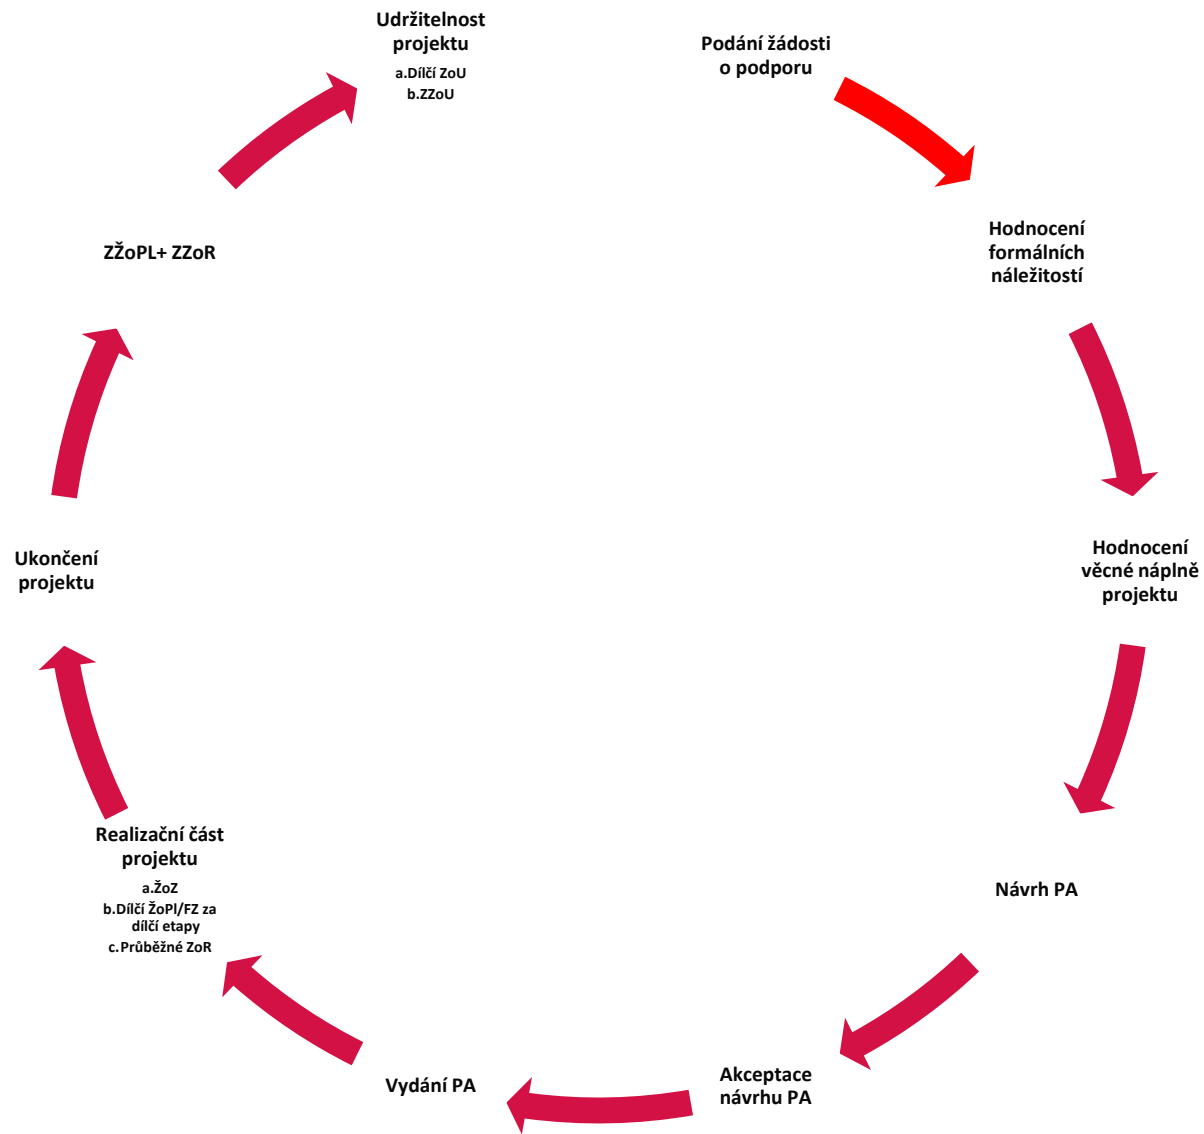 Podání žádosti
o podporu
Hodnocení
formálních
náležitostí
Hodnocení
věcné náplně
projektu
Návrh PA
Akceptace
návrhu PA
Vydání PA
Realizační část
projektu
a.ŽoZ
b.Dílčí ŽoPl/FZ za
dílčí etapy
c.Průběžné ZoR
Ukončení
projektu
ZŽoPL+ ZZoR
Udržitelnost
projektu
a.Dílčí ZoU
b.ZZoU